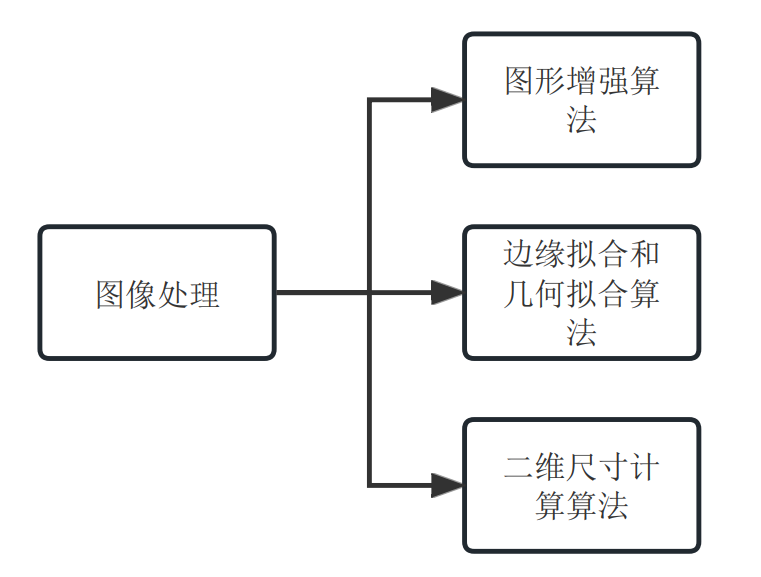 图形增强算
法
图像处理
边缘拟合和
几何拟合算
法
二维尺寸计
算算法